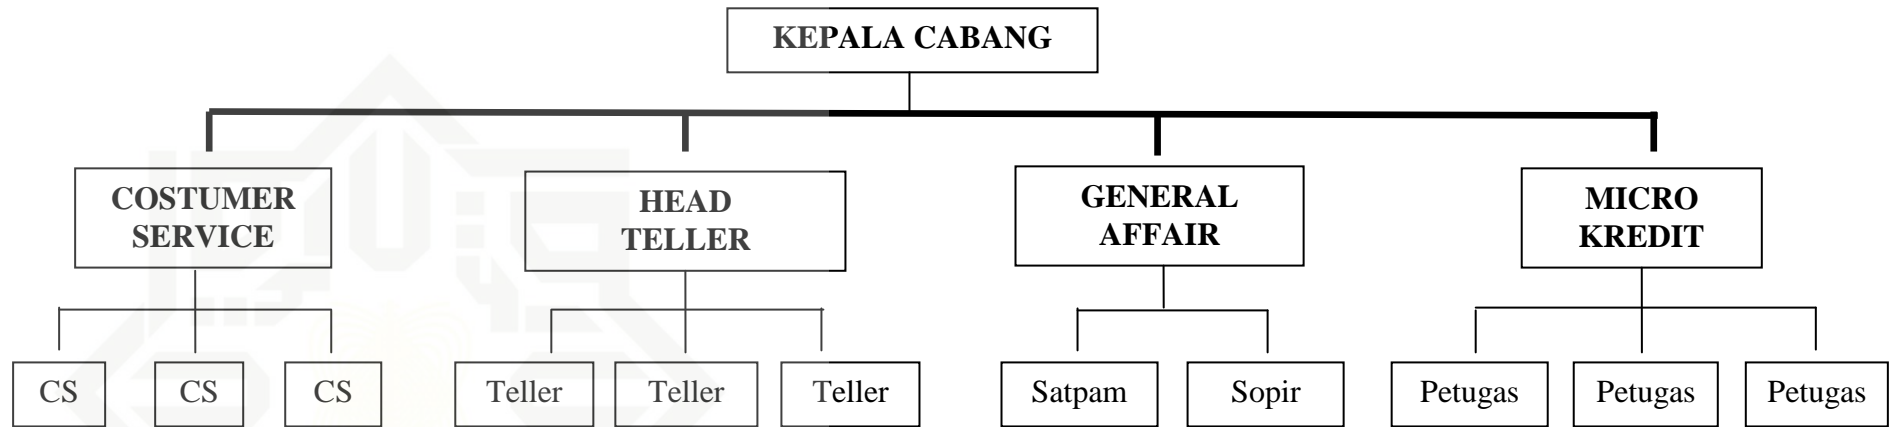 KEPALA CABANG
COSTUMER
SERVICE
HEAD
TELLER
GENERAL
AFFAIR
MICRO
KREDIT
CS
CS
CS
Teller
Teller
Teller
Satpam
Sopir
Petugas
Petugas
Petugas